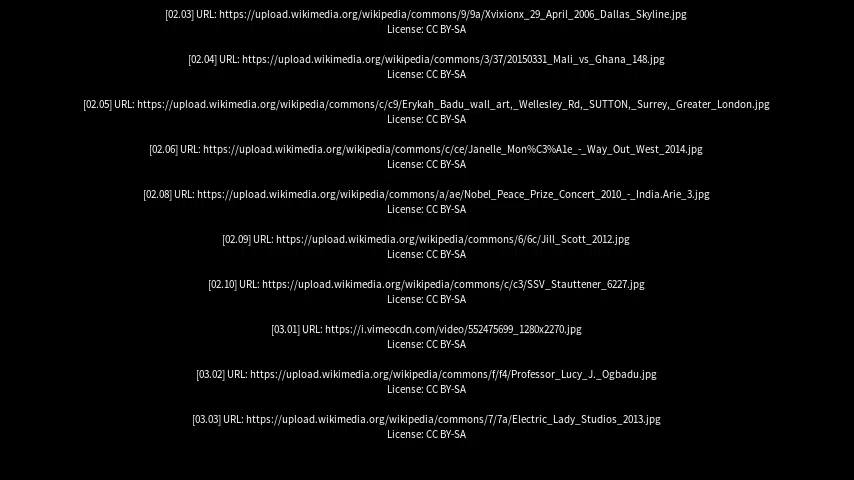 [02.03] URL: https://upload.wikimedia.org/wikipedia/commons/9/9a/Xvixionx_29_April_2006_Dallas_Skyline.jpg
License: CC BY-SA
[02.04] URL: https://upload.wikimedia.org/wikipedia/commons/3/37/20150331_Mali_vs_Ghana_148.jpg
License: CC BY-SA
[02.05] URL: https://upload.wikimedia.org/wikipedia/commons/c/c9/Erykah_Badu_wall_art,_Wellesley_Rd,_SUTTON,_Surrey,_Greater_London.jpg
License: CC BY-SA
[02.06] URL: https://upload.wikimedia.org/wikipedia/commons/c/ce/Janelle_Mon%C3%A1e_-_Way_Out_West_2014.jpg
License: CC BY-SA
[02.08] URL: https://upload.wikimedia.org/wikipedia/commons/a/ae/Nobel_Peace_Prize_Concert_2010_-_India.Arie_3.jpg
License: CC BY-SA
[02.09] URL: https://upload.wikimedia.org/wikipedia/commons/6/6c/Jill_Scott_2012.jpg
License: CC BY-SA
[02.10] URL: https://upload.wikimedia.org/wikipedia/commons/c/c3/SSV_Stauttener_6227.jpg
License: CC BY-SA
[03.01] URL: https://i.vimeocdn.com/video/552475699_1280x2270.jpg
License: CC BY-SA
[03.02] URL: https://upload.wikimedia.org/wikipedia/commons/f/f4/Professor_Lucy_J._Ogbadu.jpg
License: CC BY-SA
[03.03] URL: https://upload.wikimedia.org/wikipedia/commons/7/7a/Electric_Lady_Studios_2013.jpg
License: CC BY-SA